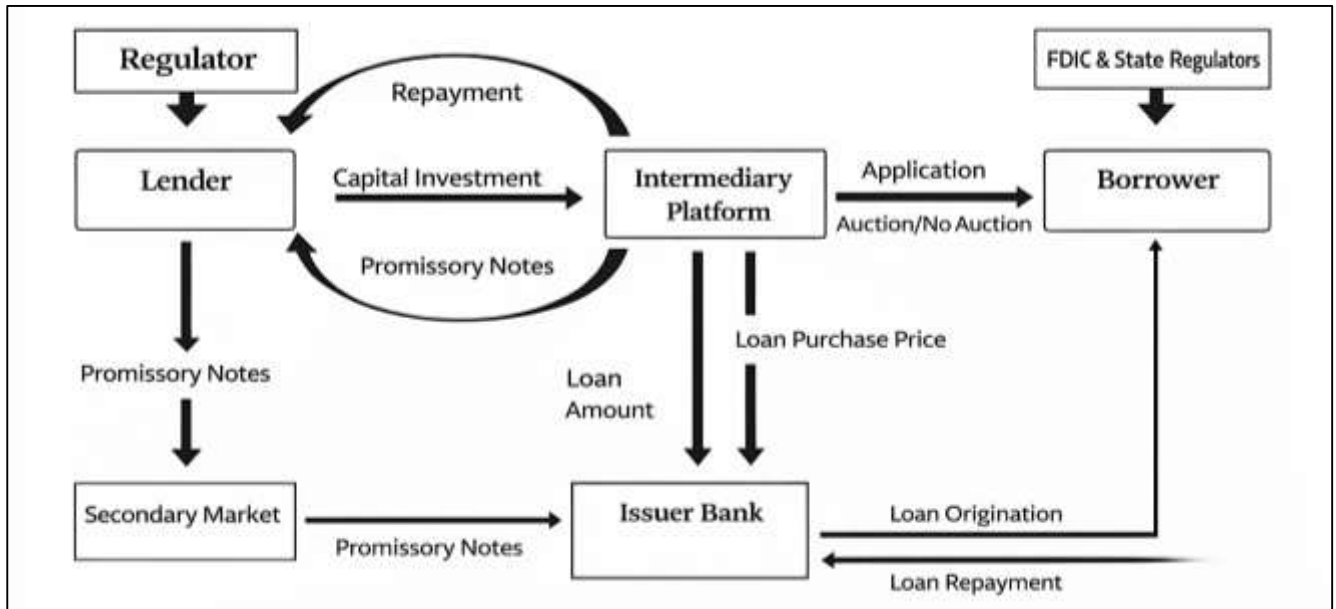 Regulator
FDIC & State Regulators
Repayment
Lender
Capital Investment
Intermediary
Platform
Application
Auction/No Auction
Borrower
Promissory Notes
Loan Purchase Price
Promissory Notes
Loan
Amount
Secondary Market
Promissory Notes
Issuer Bank
Loan Origination
Loan Repayment